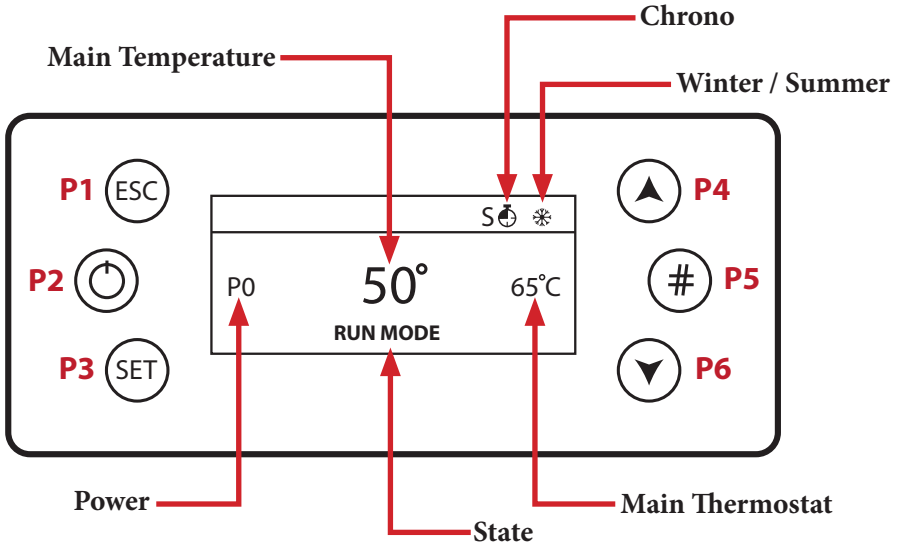 Chrono
Main Temperature
Winter / Summer
P1 ESC
P4
S
P2
P0
50°
65°C
# P5
RUN MODE
P3 SET
P6
Power
Main Thermostat
State